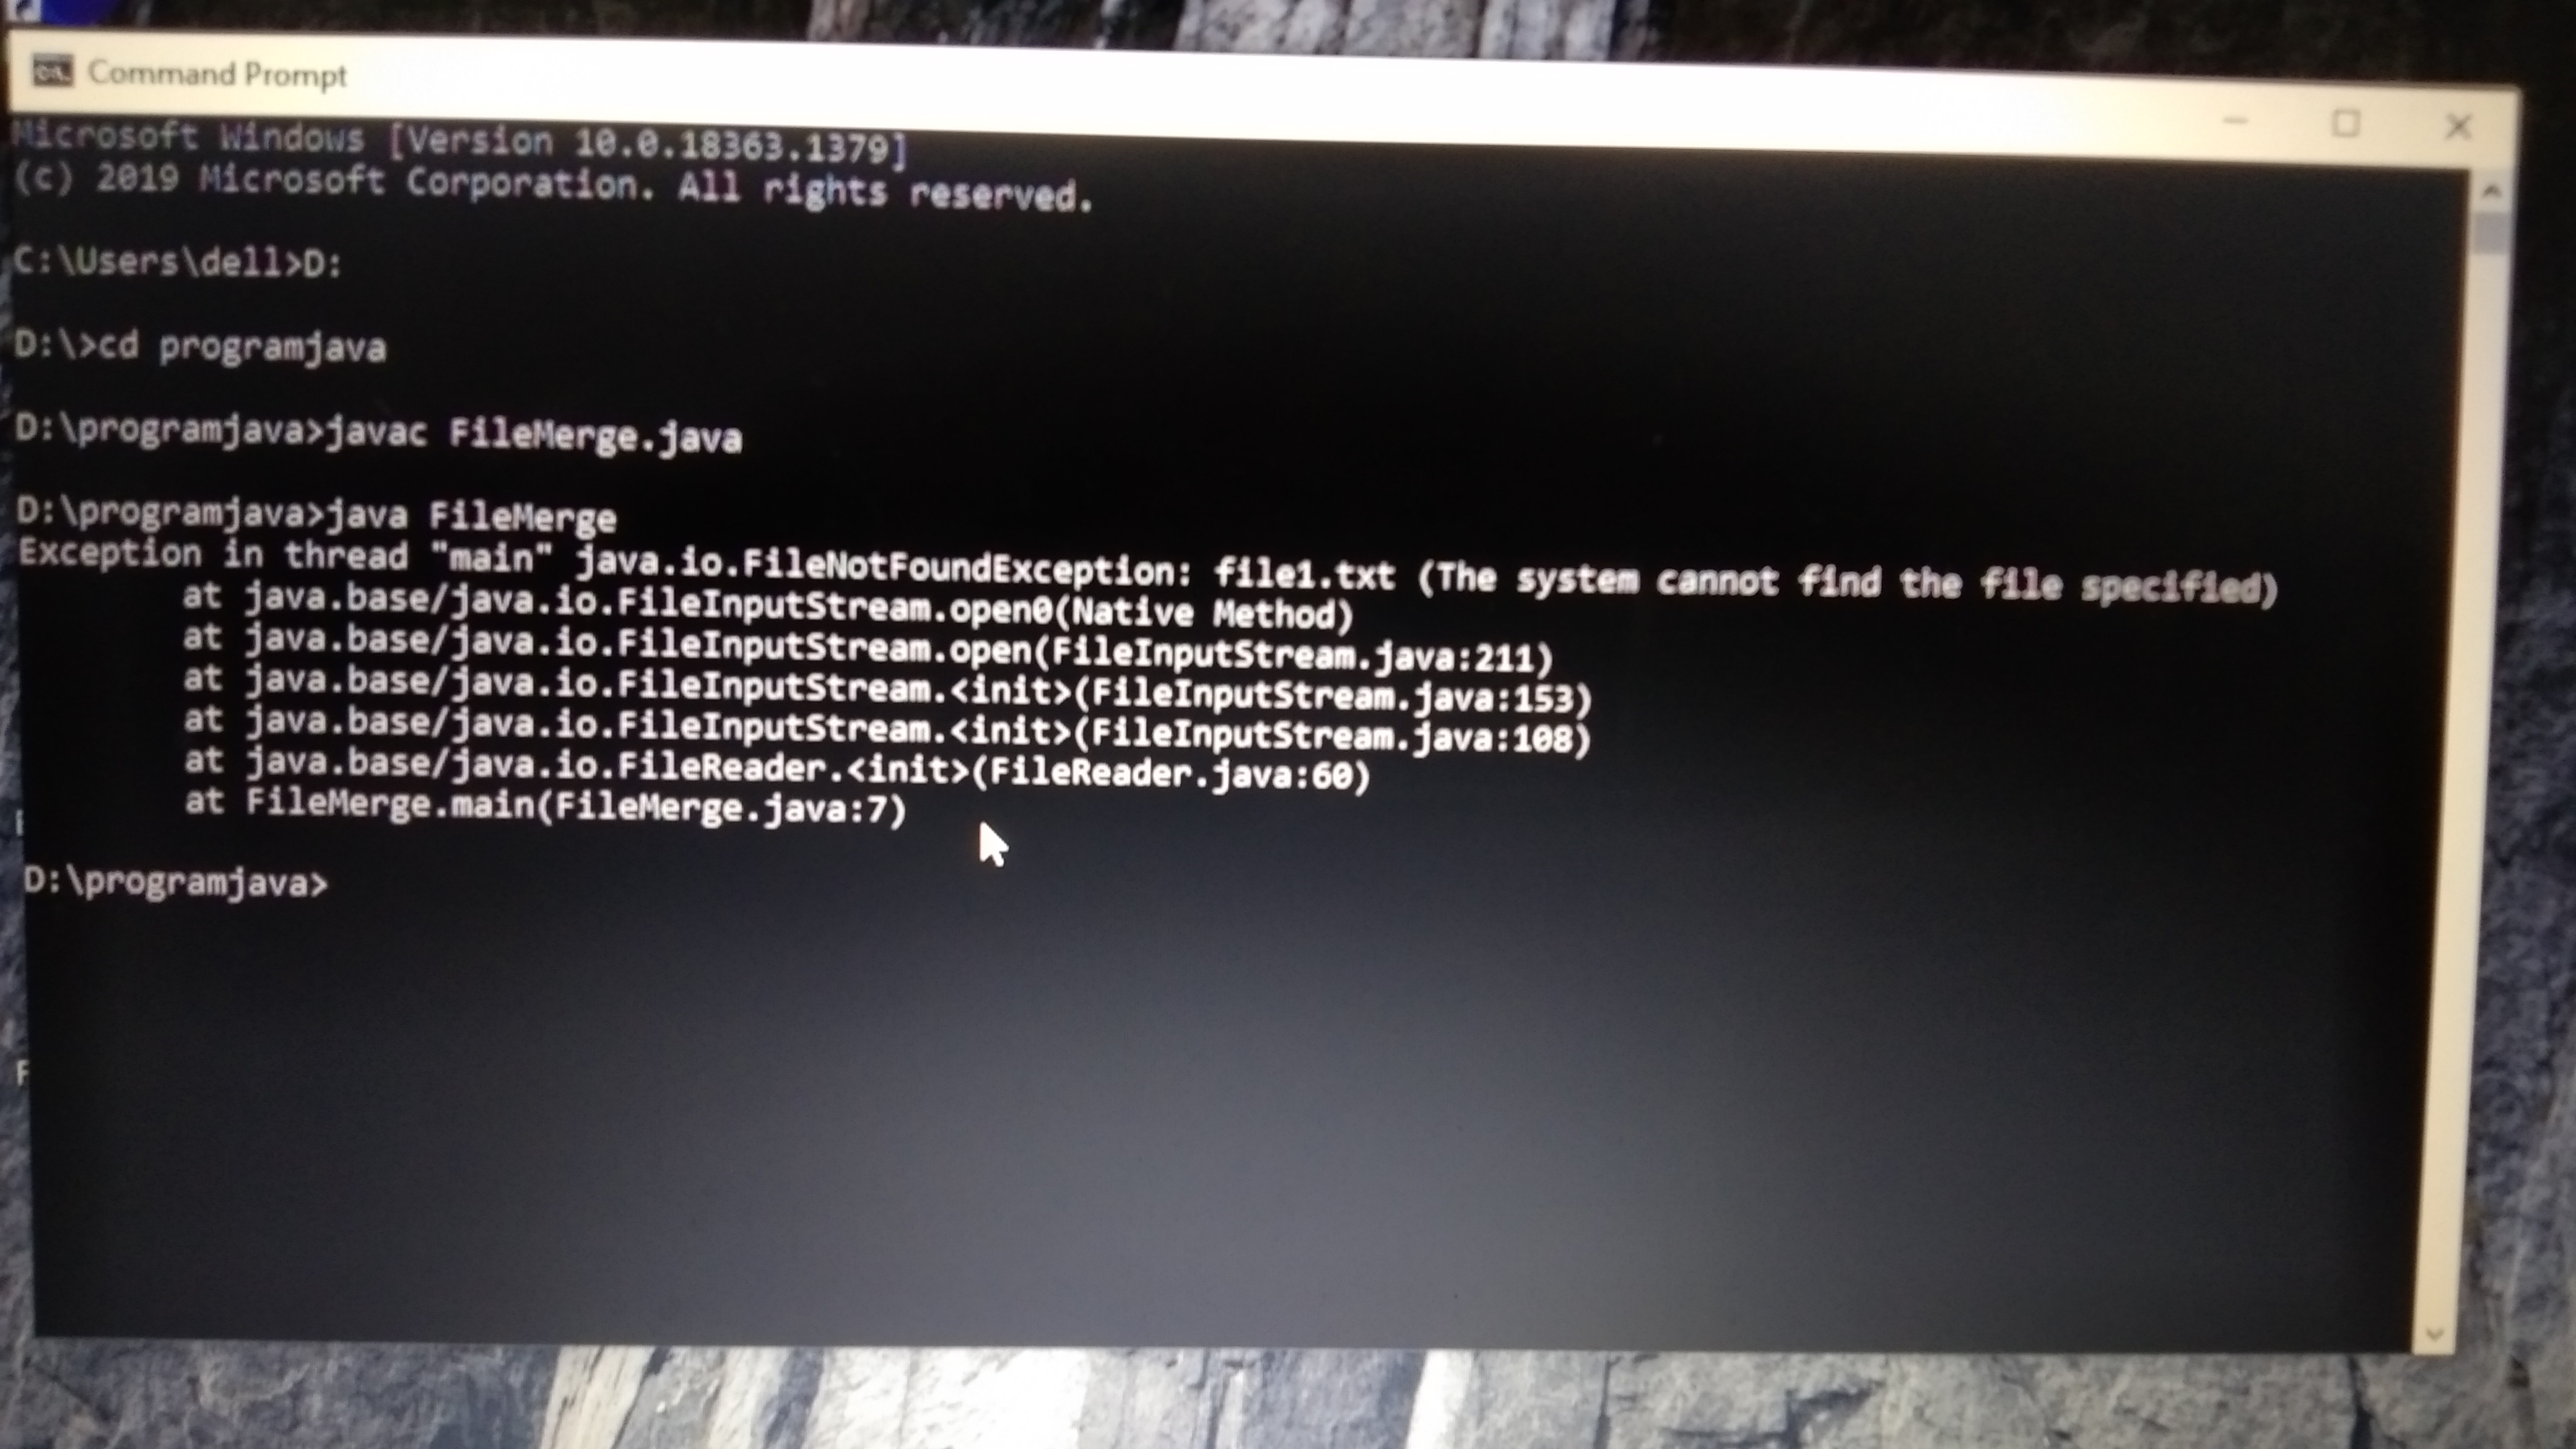 Command Prompt
Microsoft Windows [Version 10.0.18363.1379]
(c) 2019 Microsoft Corporation. All rights reserved.
C:\Users\dell>D:
D:\>cd programjava
D:\programjava>javac FileMerge.java
D:\programjava>java FileMerge
Exception in thread "main" java.io.FileNotFoundException: file1.txt (The system cannot find the file specified)
at java.base/java.io.FileInputStream.open0(Native Method)
at java.base/java.io.FileInputStream.open(FileInputStream.java:211)
at java.base/java.io.FileInputStream.<init>(FileInputStream.java:153)
at java.base/java.io.FileInputStream.<init>(FileInputStream.java:108)
at java.base/java.io.FileReader.<init>(FileReader.java:60)
at FileMerge.main(FileMerge.java:7)
D:\programjava>